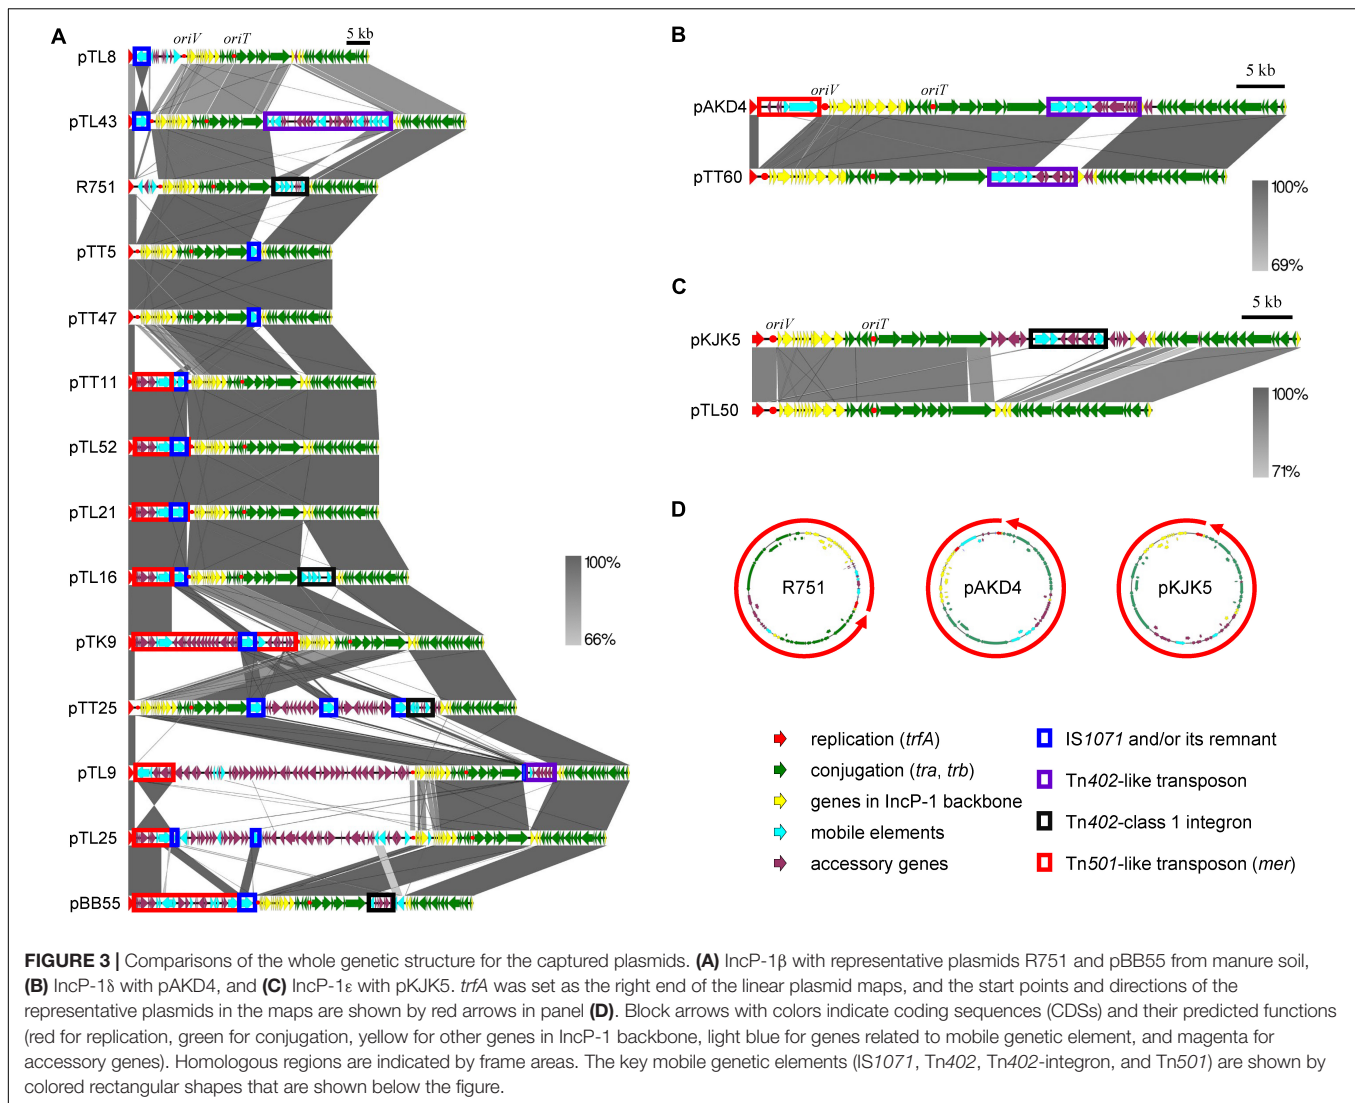 A
oriV
oriT
5 kb
pTL8
pTL43
R751
pTT5
pTT47
pTT11
pTL52
pTL21
pTL16
pTK9
pTT25
pTL9
pTL25
pBB55
100%
66%
B
5 kb
oriV
oriT
pAKD4
pTT60
100%
69%
C
5 kb
oriV
oriT
pKJK5
pTL50
100%
71%
D
R751
pAKD4
pKJK5
replication (trfA)
conjugation (tra, trb)
genes in IncP-1 backbone
mobile elements
accessory genes
IS1071 and/or its remnant
Tn402-like transposon
Tn402-class 1 integron
Tn501-like transposon (mer)
FIGURE 3 | Comparisons of the whole genetic structure for the captured plasmids. (A) IncP-1β with representative plasmids R751 and pBB55 from manure soil,
(B) IncP-1δ with pAKD4, and (C) IncP-1ε with pKJK5. trfA was set as the right end of the linear plasmid maps, and the start points and directions of the
representative plasmids in the maps are shown by red arrows in panel (D). Block arrows with colors indicate coding sequences (CDSs) and their predicted functions
(red for replication, green for conjugation, yellow for other genes in IncP-1 backbone, light blue for genes related to mobile genetic element, and magenta for
accessory genes). Homologous regions are indicated by frame areas. The key mobile genetic elements (IS1071, Tn402, Tn402-integron, and Tn501) are shown by
colored rectangular shapes that are shown below the figure.